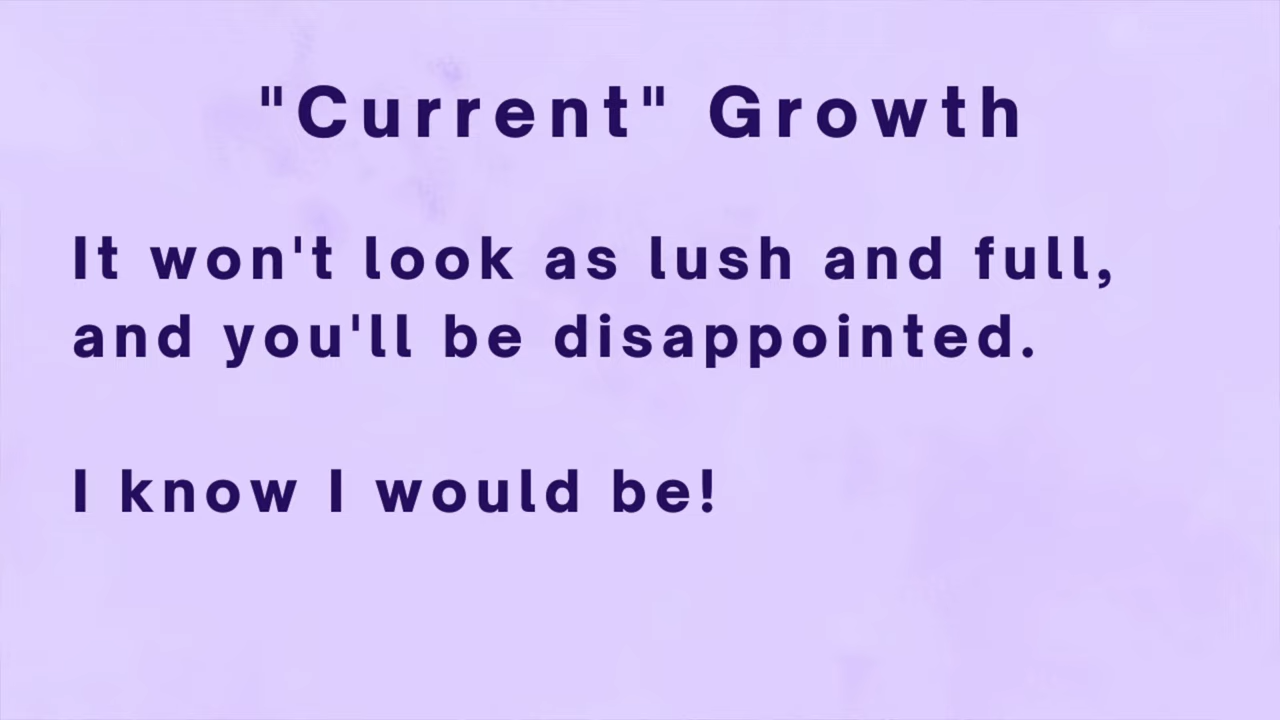 "Current" Growth
It won't look as lush and full,
and you'll be disappointed.
I know I would be!